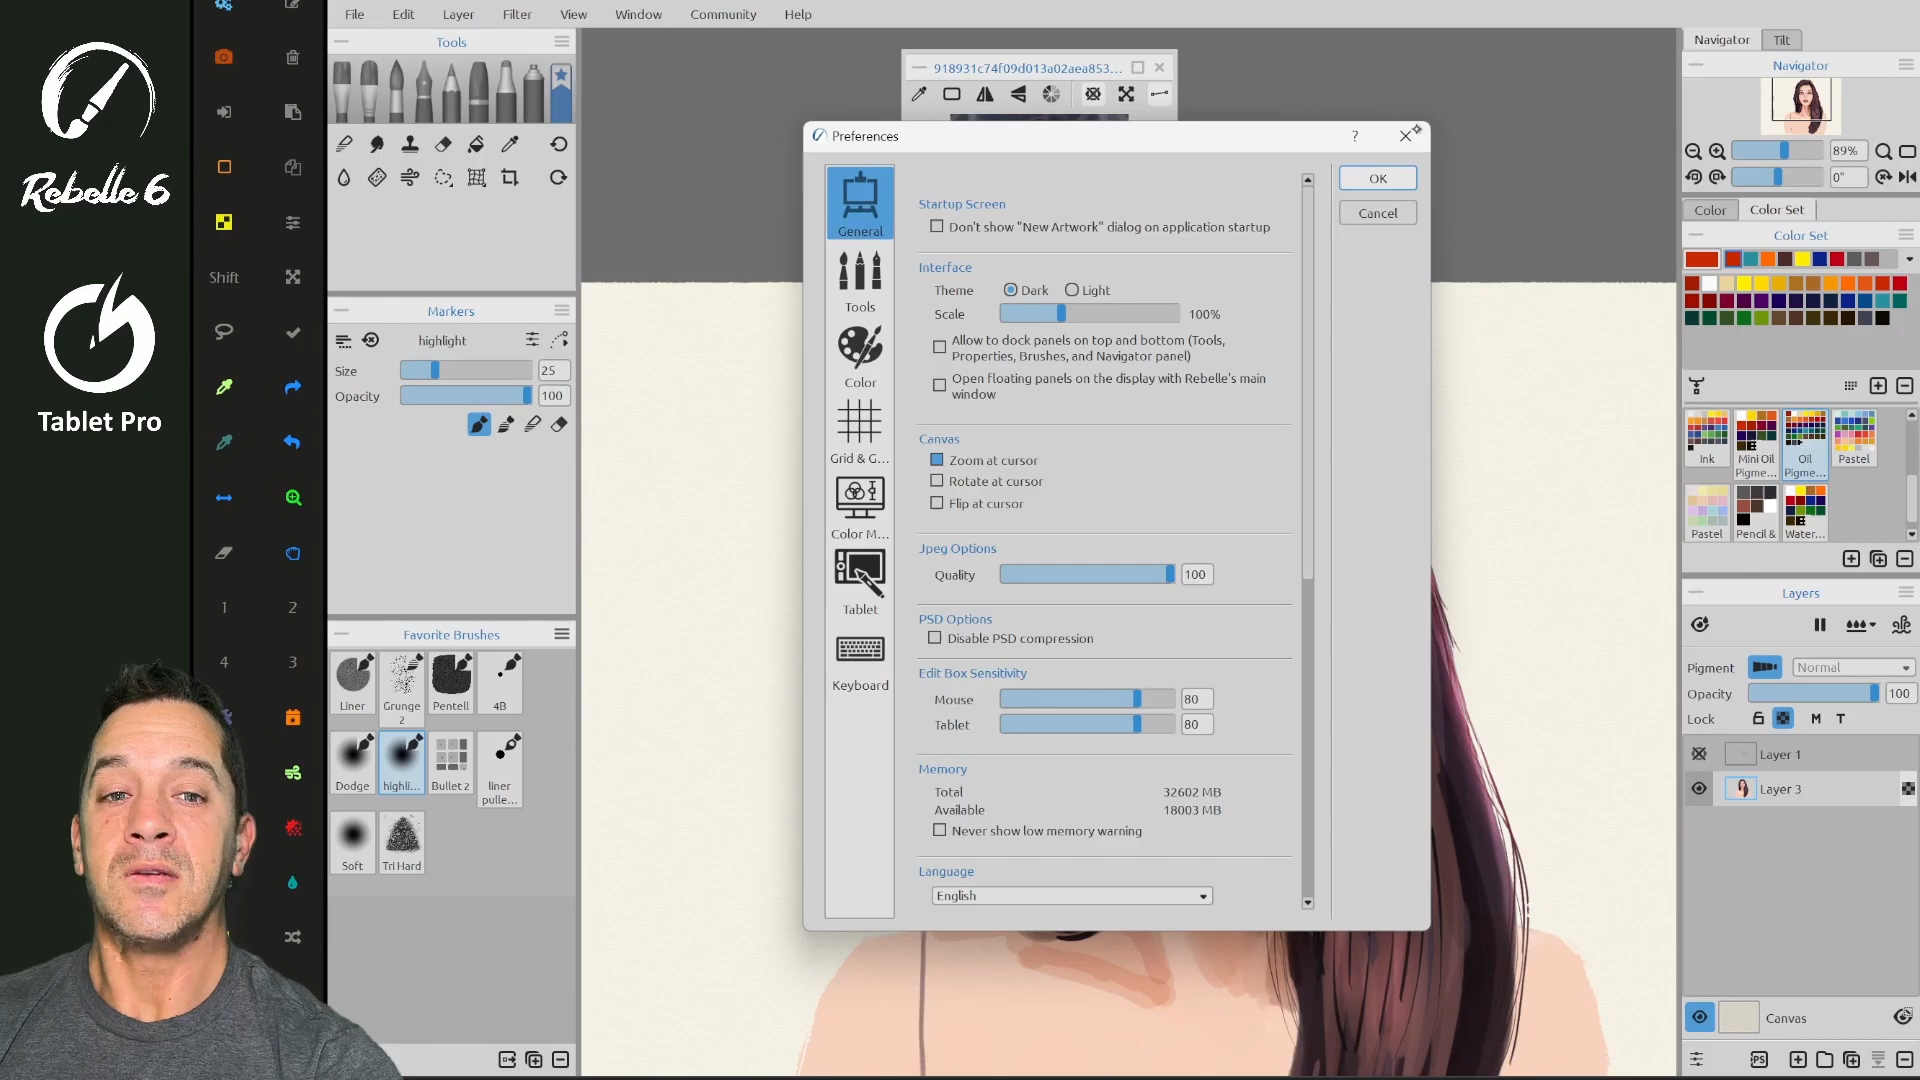 Rebelle 6
Tablet Pro
Shift
1
2
4
3
File
Edit
Layer
Filter
View
Window
Community
Help
Tools
Markers
highlight
Size
25
Opacity
100
Favorite Brushes
Liner
Grunge
2
Pentell
4B
Dodge
highli...
Bullet 2
liner
pulle...
Soft
Tri Hard
918931c74f09d013a02aea853...
Preferences
?
General
Tools
Color
Grid & G...
Color M...
Tablet
Keyboard
Startup Screen
Don't show "New Artwork" dialog on application startup
Interface
Theme
Dark
Light
Scale
100%
Allow to dock panels on top and bottom (Tools,
Properties, Brushes, and Navigator panel)
Open floating panels on the display with Rebelle's main
window
Canvas
Zoom at cursor
Rotate at cursor
Flip at cursor
Jpeg Options
Quality
100
PSD Options
Disable PSD compression
Edit Box Sensitivity
Mouse
80
Tablet
80
Memory
Total
32602 MB
Available
18003 MB
Never show low memory warning
Language
English
OK
Cancel
Navigator
Tilt
Navigator
89%
0°
Color
Color Set
Color Set
Ink
Mini Oil
Pigme...
Oil
Pigme...
Pastel
Pastel
Pencil &
Water...
Layers
Pigment
Normal
Opacity
100
Lock
M
T
Layer 1
Layer 3
Canvas
PS